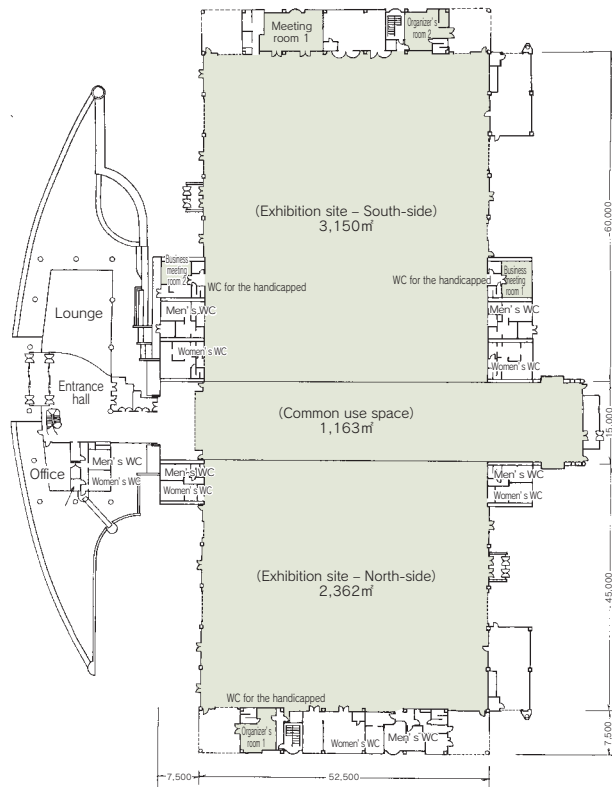 Meeting
room 1
Organizer's
room 2
(Exhibition site – South-side)
3,150㎡
60,000
Business
meeting
room 2
WC for the handicapped
WC for the handicapped
Business
meeting
room 1
Men's WC
Men's WC
Lounge
Women's WC
Women's WC
Entrance
hall
(Common use space)
1,163㎡
15,000
Office
Men's WC
Women's WC
Men's WC
Women's WC
Men's WC
Women's WC
(Exhibition site – North-side)
2,362㎡
45,000
WC for the handicapped
Organizer's
room 1
Women's WC
Men's WC
7,500
7,500
52,500